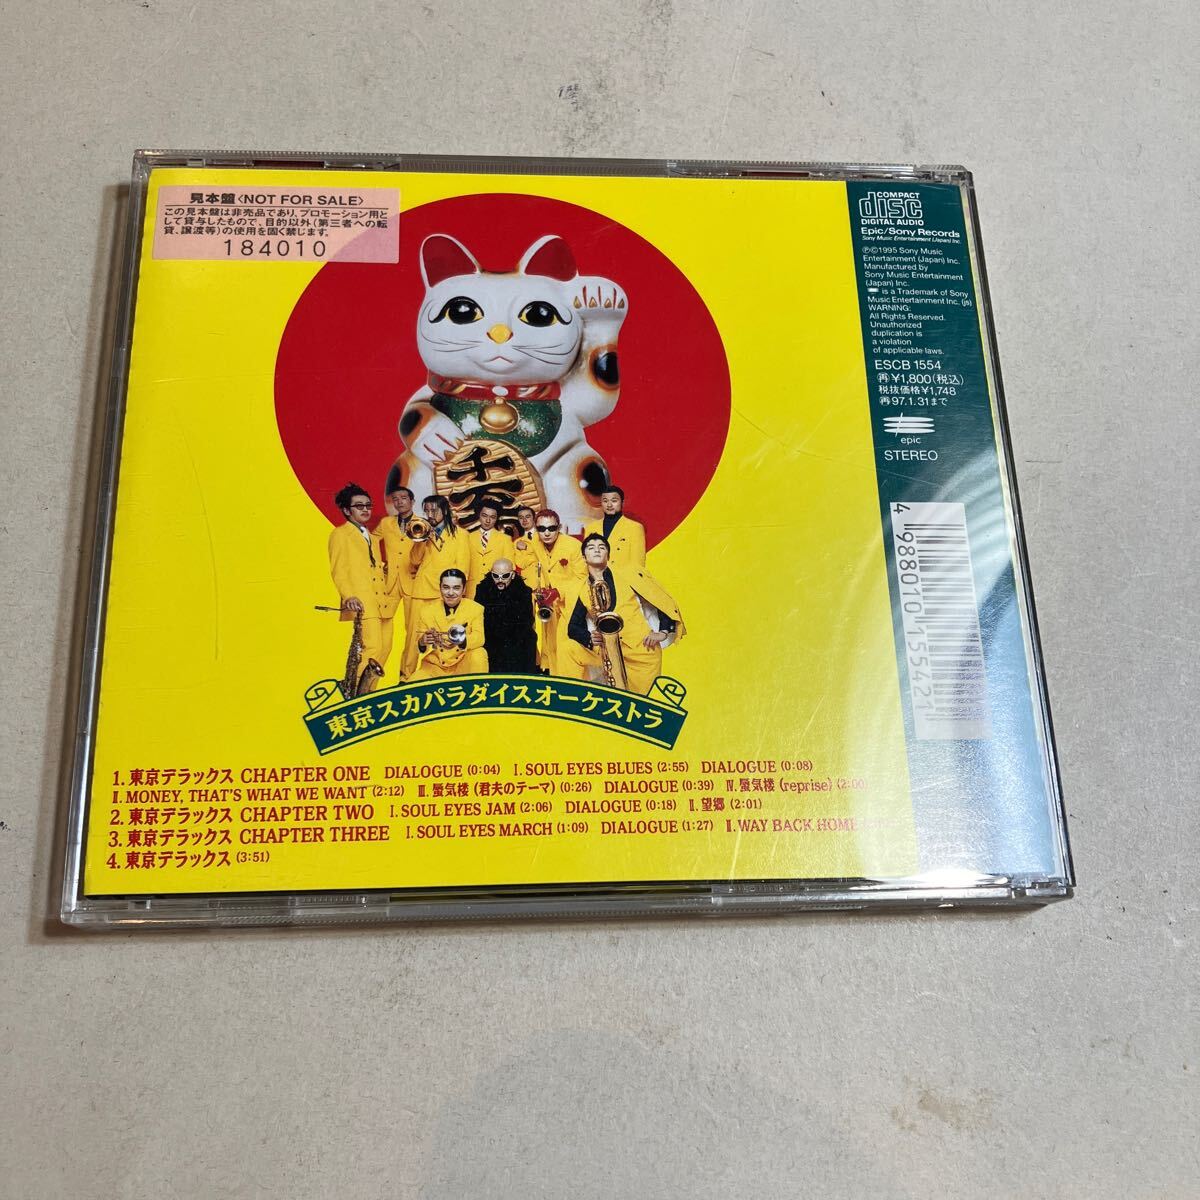 見本盤<NOT FOR SALE>
この見本盤は非売品であり、プロモーション用と
して貸与したもので、目的以外(第三者への転
貸、譲渡等)の使用を固く禁じます。
184010
COMPACT
disc
DIGITAL AUDIO
Epic/Sony Records
Sony Music Entertainment (Japan) Inc.
Ⓟ©1995 Sony Music
Entertainment (Japan) Inc.
Manufactured by
Sony Music Entertainment
(Japan) Inc.
is a Trademark of Sony
Music Entertainment Inc. (js)
WARNING:
All Rights Reserved.
Unauthorized
duplication is
a violation
of applicable laws.
ESCB 1554
再¥1,800(税込)
税抜価格¥1,748
再97.1.31まで
epic
STEREO
4 988010 155421
千万
東京スカパラダイスオーケストラ
1. 東京デラックス CHAPTER ONE DIALOGUE (0:04) Ⅰ. SOUL EYES BLUES (2:55) DIALOGUE (0:08)
Ⅱ. MONEY, THAT'S WHAT WE WANT (2:12) Ⅲ. 蜃気楼 (君夫のテーマ) (0:26) DIALOGUE (0:39) Ⅳ. 蜃気楼 (reprise) (2:00)
2. 東京デラックス CHAPTER TWO Ⅰ. SOUL EYES JAM (2:06) DIALOGUE (0:18) Ⅱ. 望郷 (2:01)
3. 東京デラックス CHAPTER THREE Ⅰ. SOUL EYES MARCH (1:09) DIALOGUE (1:27) Ⅱ. WAY BACK HOME
4. 東京デラックス (3:51)